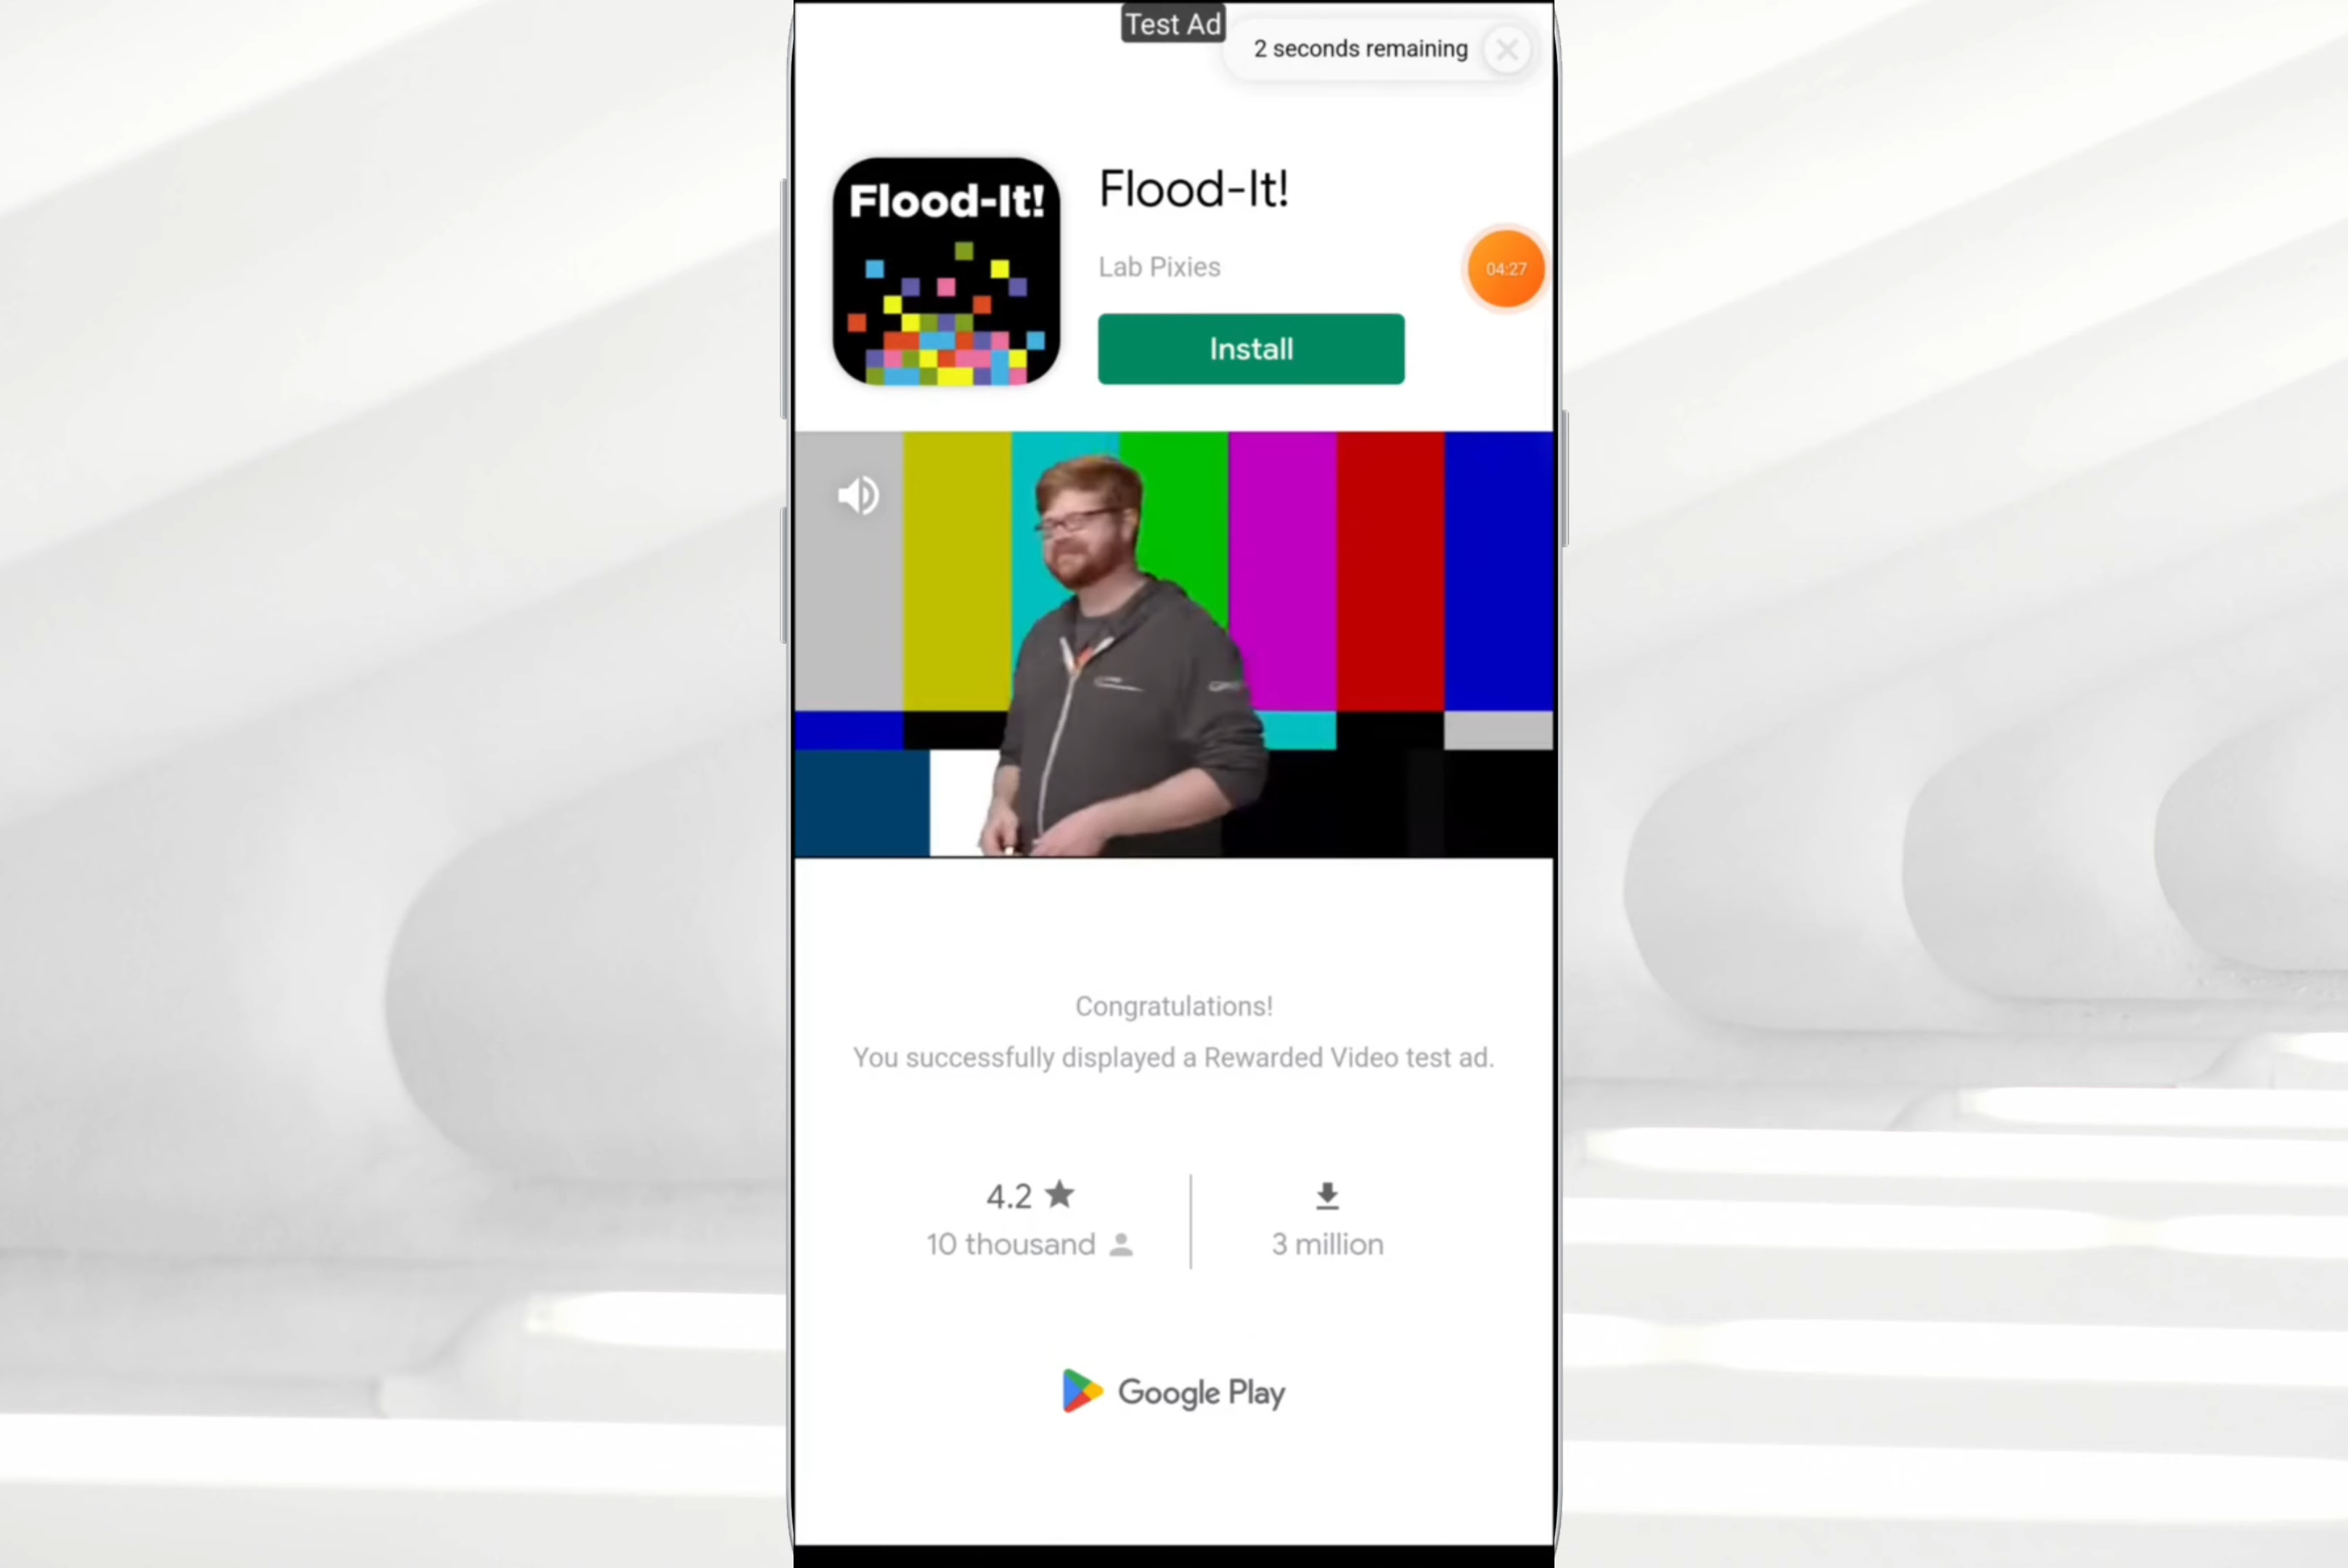 Test Ad
2 seconds remaining
Flood-It!
Flood-It!
Lab Pixies
04:27
Install
Congratulations!
You successfully displayed a Rewarded Video test ad.
4.2
10 thousand
3 million
Google Play